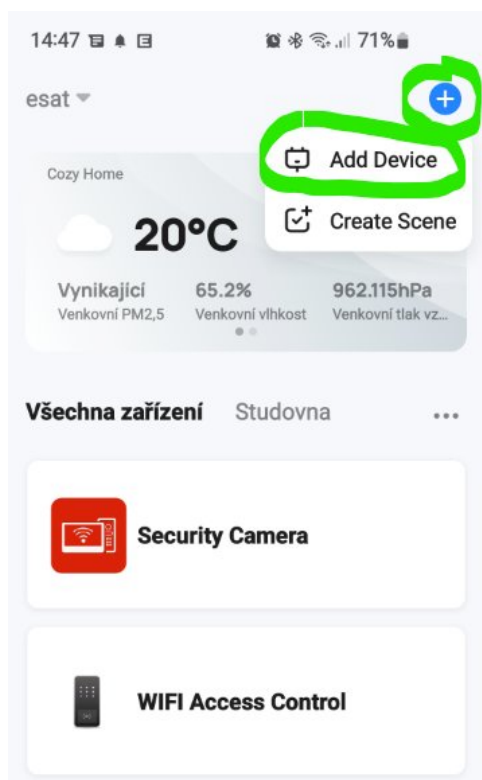 14:47 71%
esat
Add Device
Cozy Home
Create Scene
20°C
Vynikající 65.2% 962.115hPa
Venkovní PM2,5 Venkovní vlhkost Venkovní tlak vz...
Všechna zařízení Studovna ...
Security Camera
WIFI Access Control